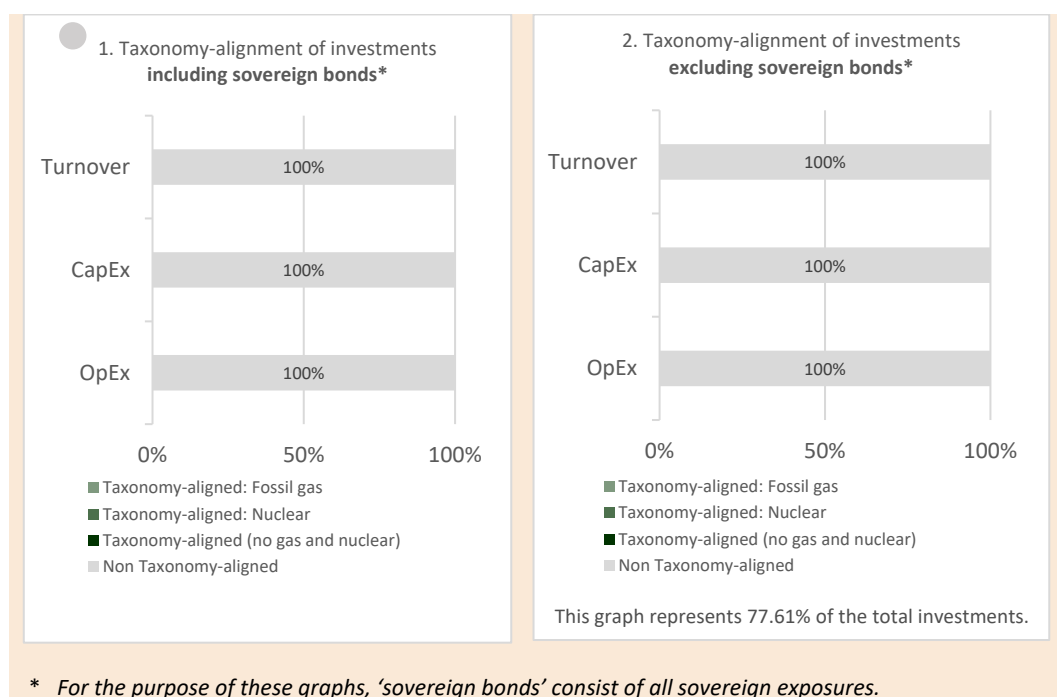 1. Taxonomy-alignment of investments
including sovereign bonds*
Turnover
100%
CapEx
100%
OpEx
100%
0%
50%
100%
Taxonomy-aligned: Fossil gas
Taxonomy-aligned: Nuclear
Taxonomy-aligned (no gas and nuclear)
Non Taxonomy-aligned
2. Taxonomy-alignment of investments
excluding sovereign bonds*
Turnover
100%
CapEx
100%
OpEx
100%
0%
50%
100%
Taxonomy-aligned: Fossil gas
Taxonomy-aligned: Nuclear
Taxonomy-aligned (no gas and nuclear)
Non Taxonomy-aligned
This graph represents 77.61% of the total investments.
* For the purpose of these graphs, ‘sovereign bonds’ consist of all sovereign exposures.